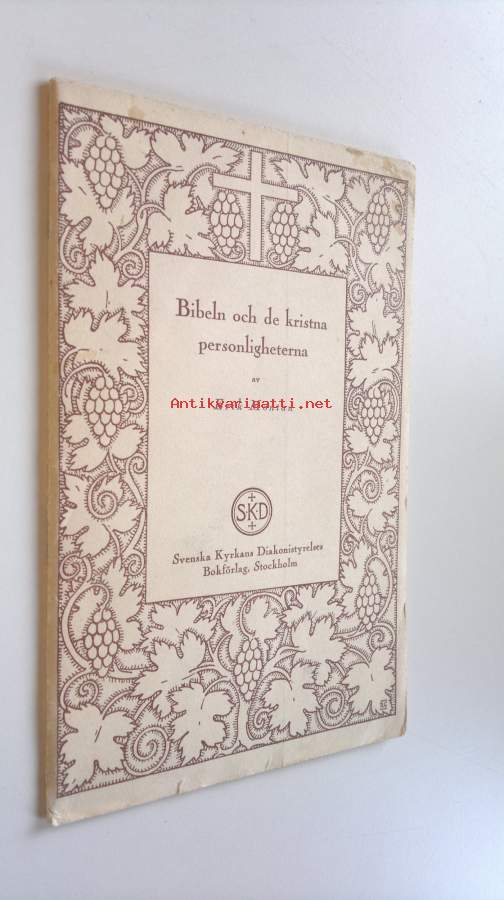 Bibeln och de kristna
personligheterna
av
Antikvariaatti.net
SKD
Svenska Kyrkans Diakonistyrelses
Bokförlag, Stockholm